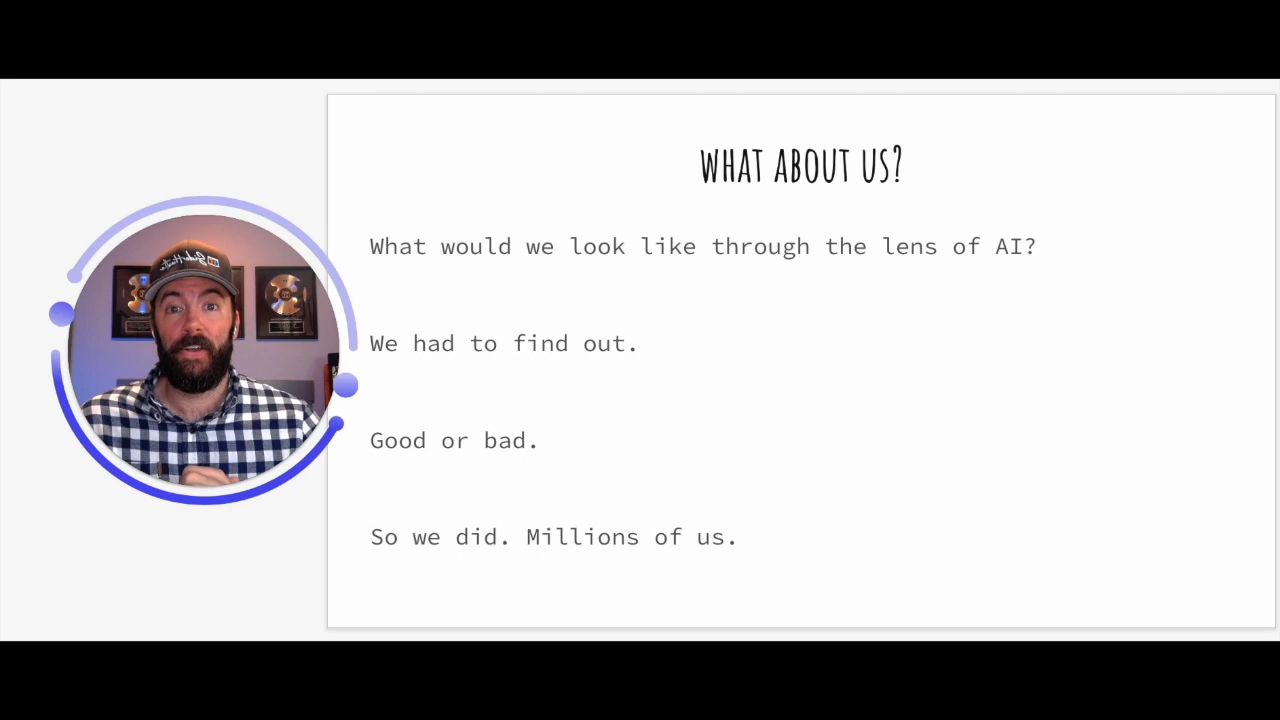 WHAT ABOUT US?
What would we look like through the lens of AI?
We had to find out.
Good or bad.
So we did. Millions of us.